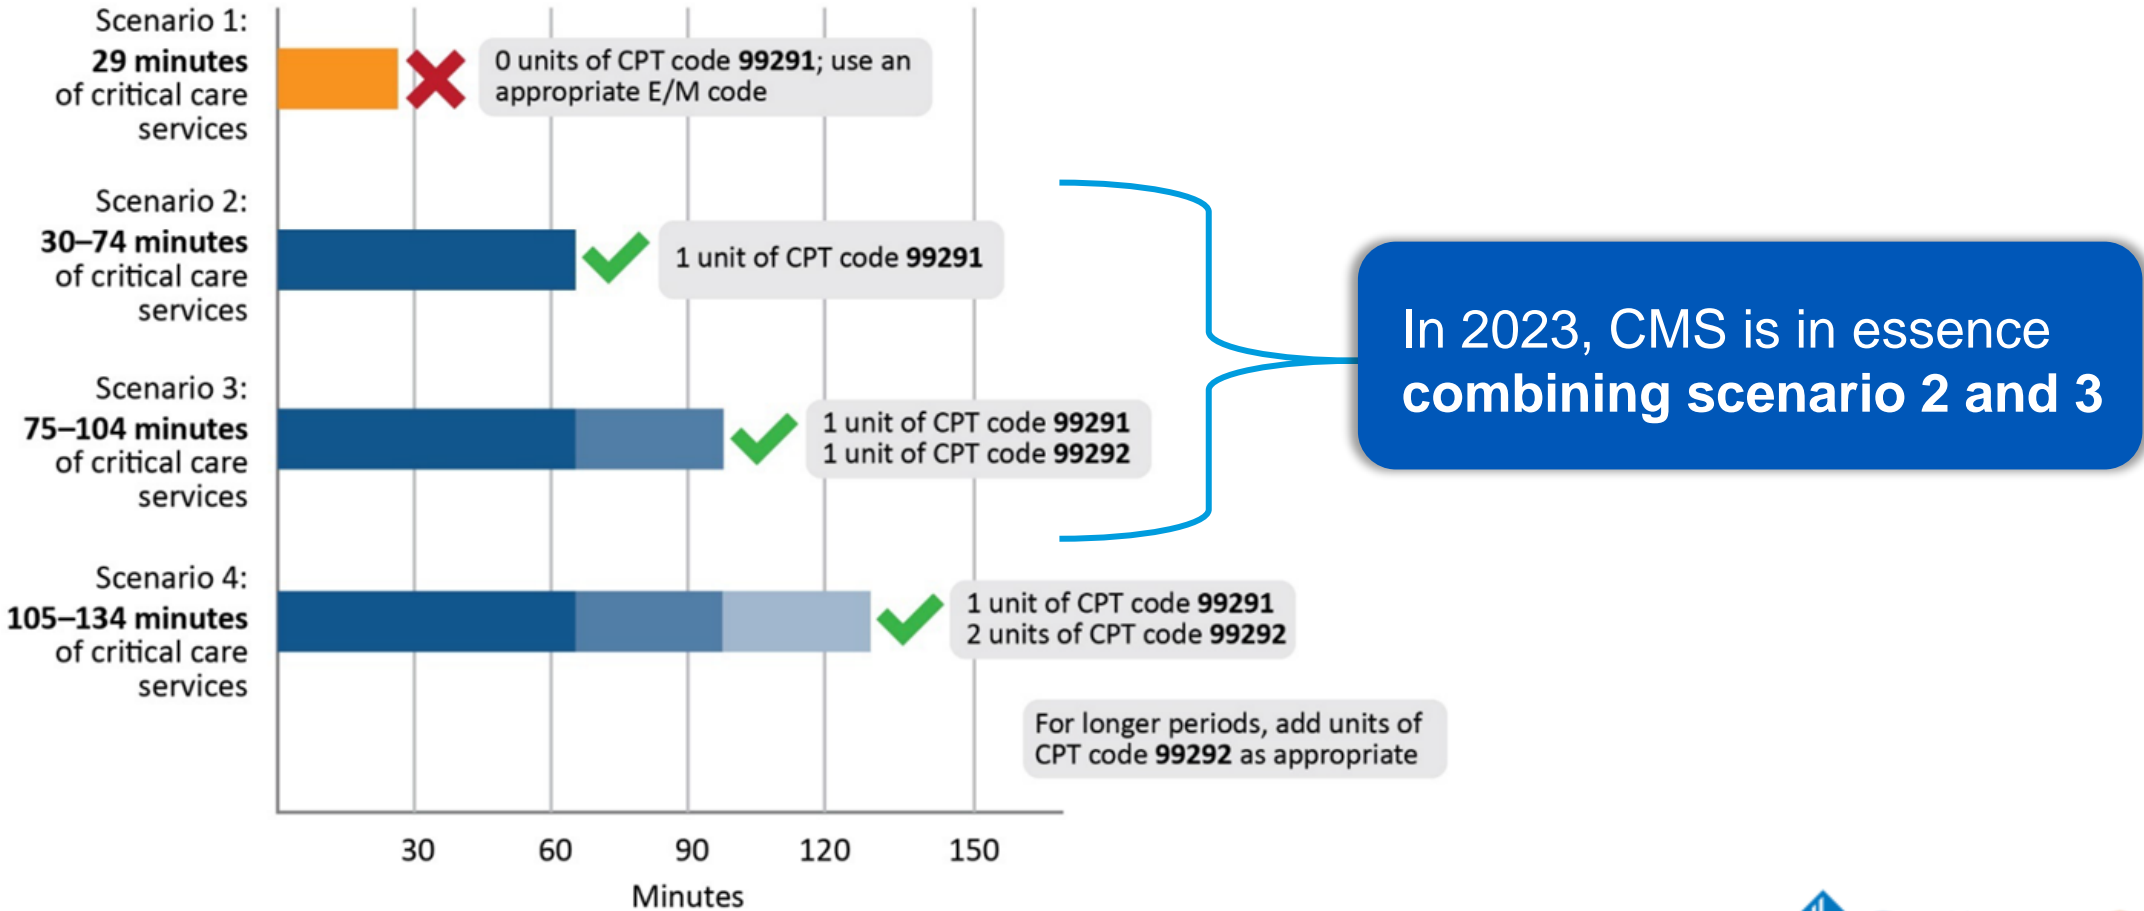 Scenario 1:
29 minutes
of critical care
services
0 units of CPT code 99291; use an
appropriate E/M code
Scenario 2:
30–74 minutes
of critical care
services
1 unit of CPT code 99291
Scenario 3:
75–104 minutes
of critical care
services
1 unit of CPT code 99291
1 unit of CPT code 99292
In 2023, CMS is in essence
combining scenario 2 and 3
Scenario 4:
105–134 minutes
of critical care
services
1 unit of CPT code 99291
2 units of CPT code 99292
For longer periods, add units of
CPT code 99292 as appropriate
30 60 90 120 150
Minutes